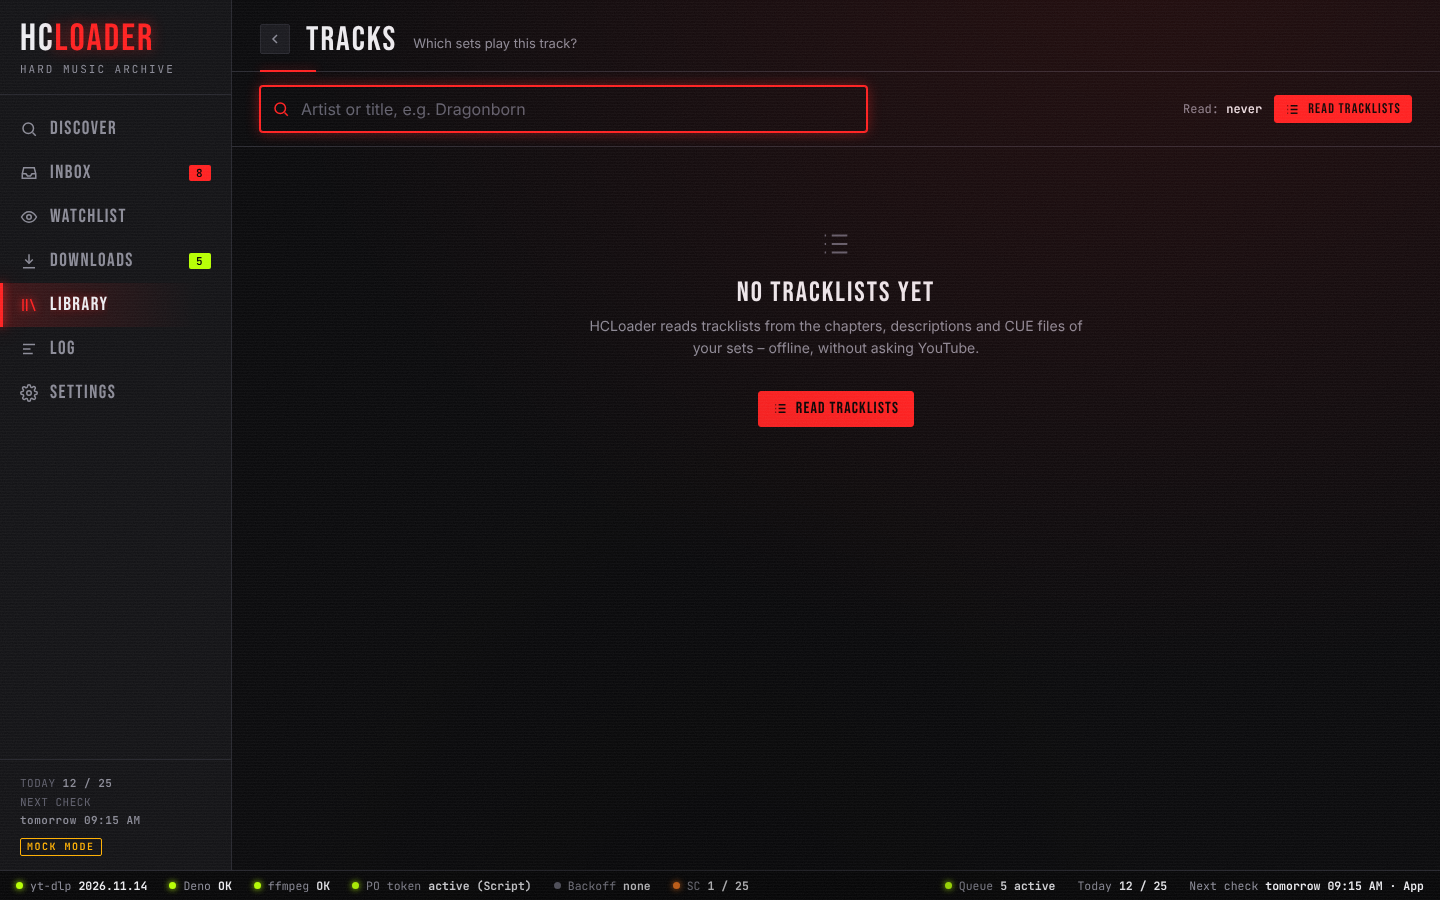 HCLOADER
HARD MUSIC ARCHIVE
DISCOVER
INBOX 8
WATCHLIST
DOWNLOADS 5
LIBRARY
LOG
SETTINGS
TODAY 12 / 25
NEXT CHECK
tomorrow 09:15 AM
MOCK MODE
TRACKS Which sets play this track?
Artist or title, e.g. Dragonborn
Read: never READ TRACKLISTS
NO TRACKLISTS YET
HCLoader reads tracklists from the chapters, descriptions and CUE files of
your sets – offline, without asking YouTube.
READ TRACKLISTS
yt-dlp 2026.11.14 Deno OK ffmpeg OK PO token active (Script) Backoff none SC 1 / 25 Queue 5 active Today 12 / 25 Next check tomorrow 09:15 AM · App